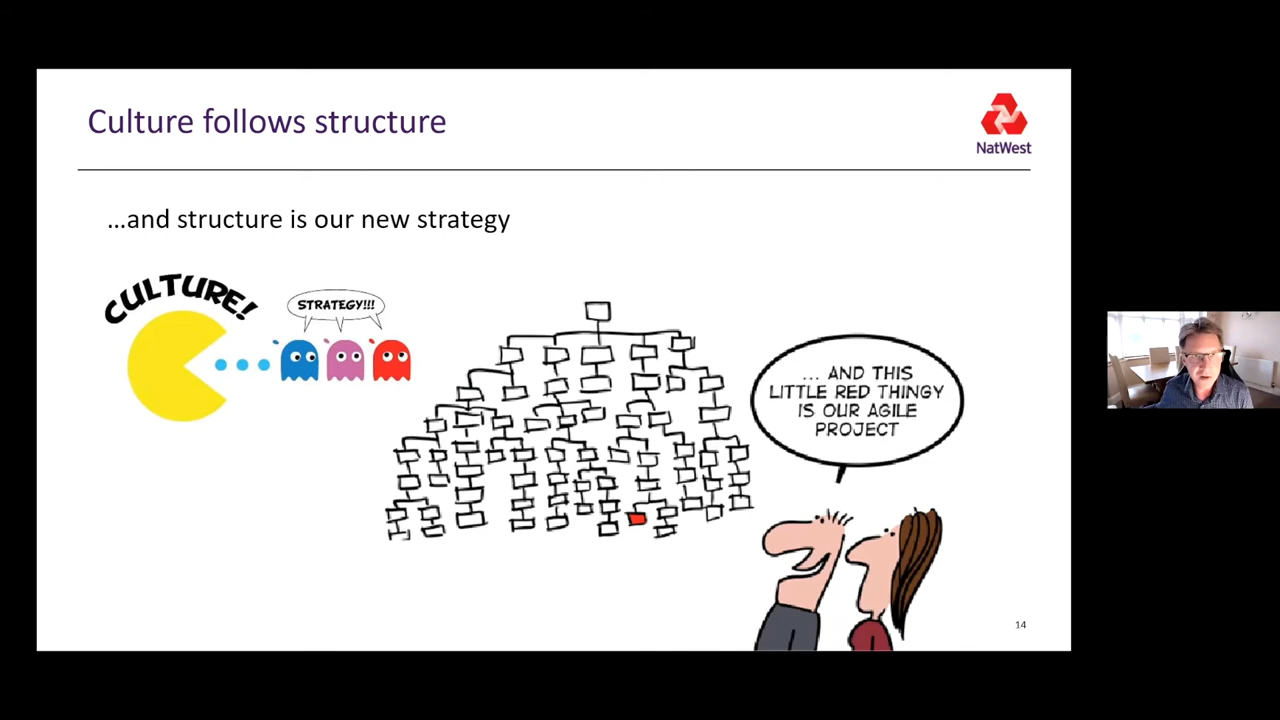 Culture follows structure
NatWest
...and structure is our new strategy
CULTURE!
STRATEGY!!!
... AND THIS
LITTLE RED THINGY
IS OUR AGILE
PROJECT
14